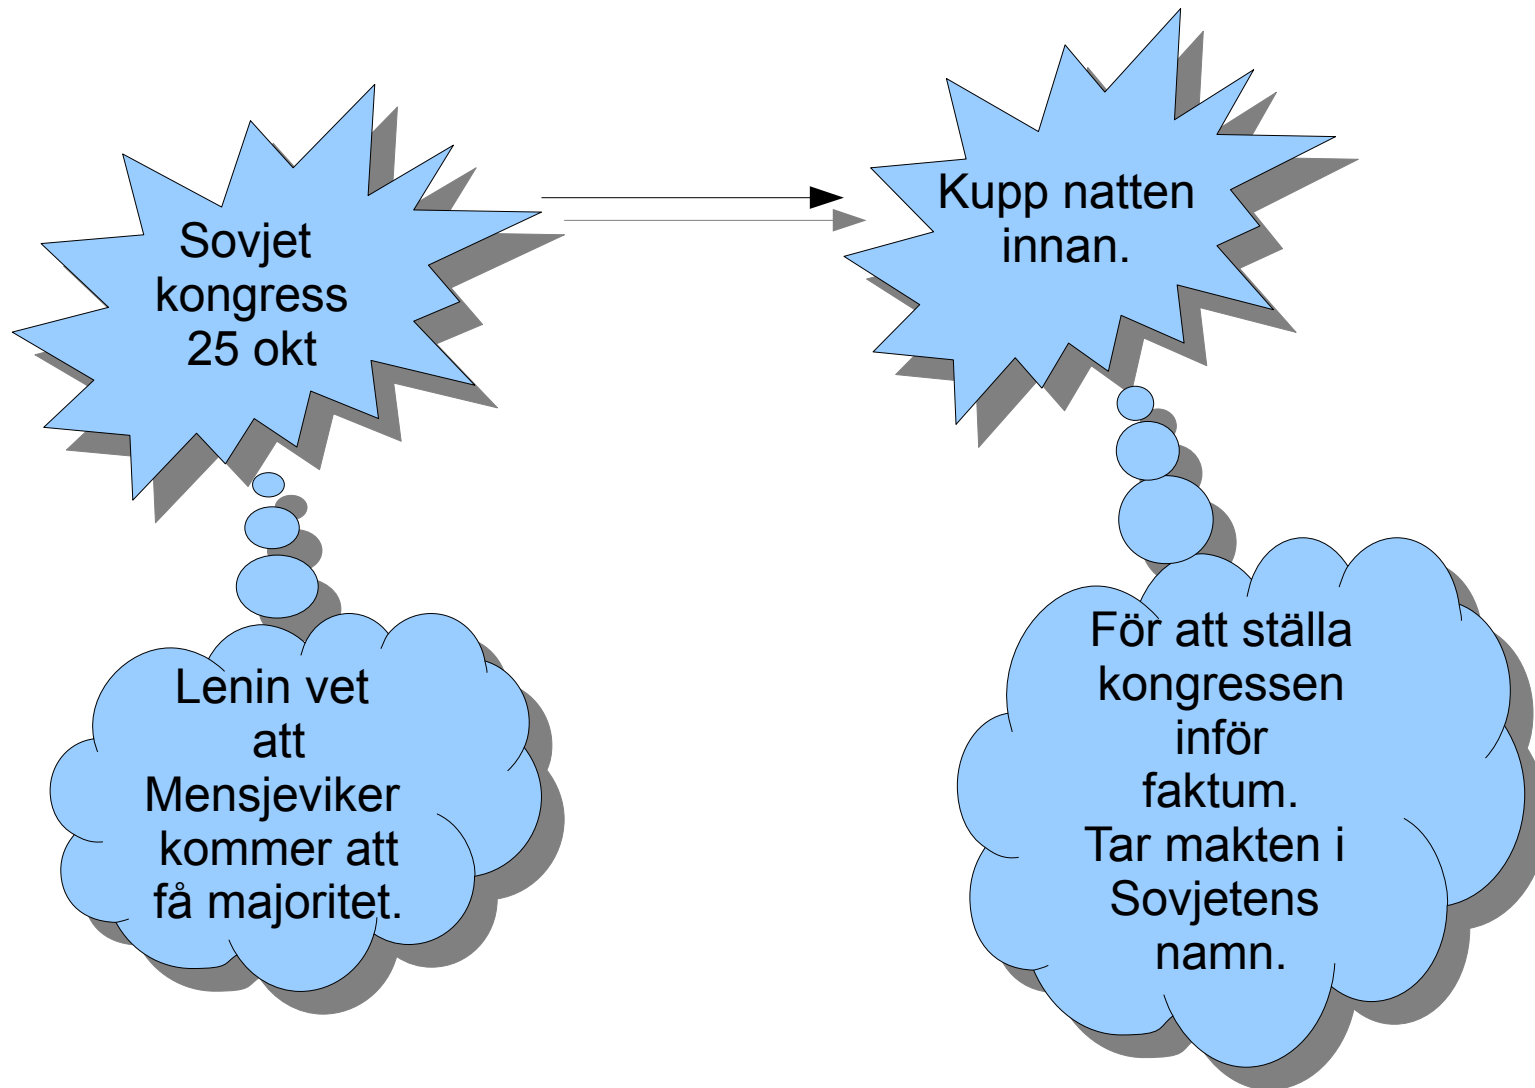 Sovjet
kongress
25 okt
Kupp natten
innan.
Lenin vet
att
Mensjeviker
kommer att
få majoritet.
För att ställa
kongressen
inför
faktum.
Tar makten i
Sovjetens
namn.